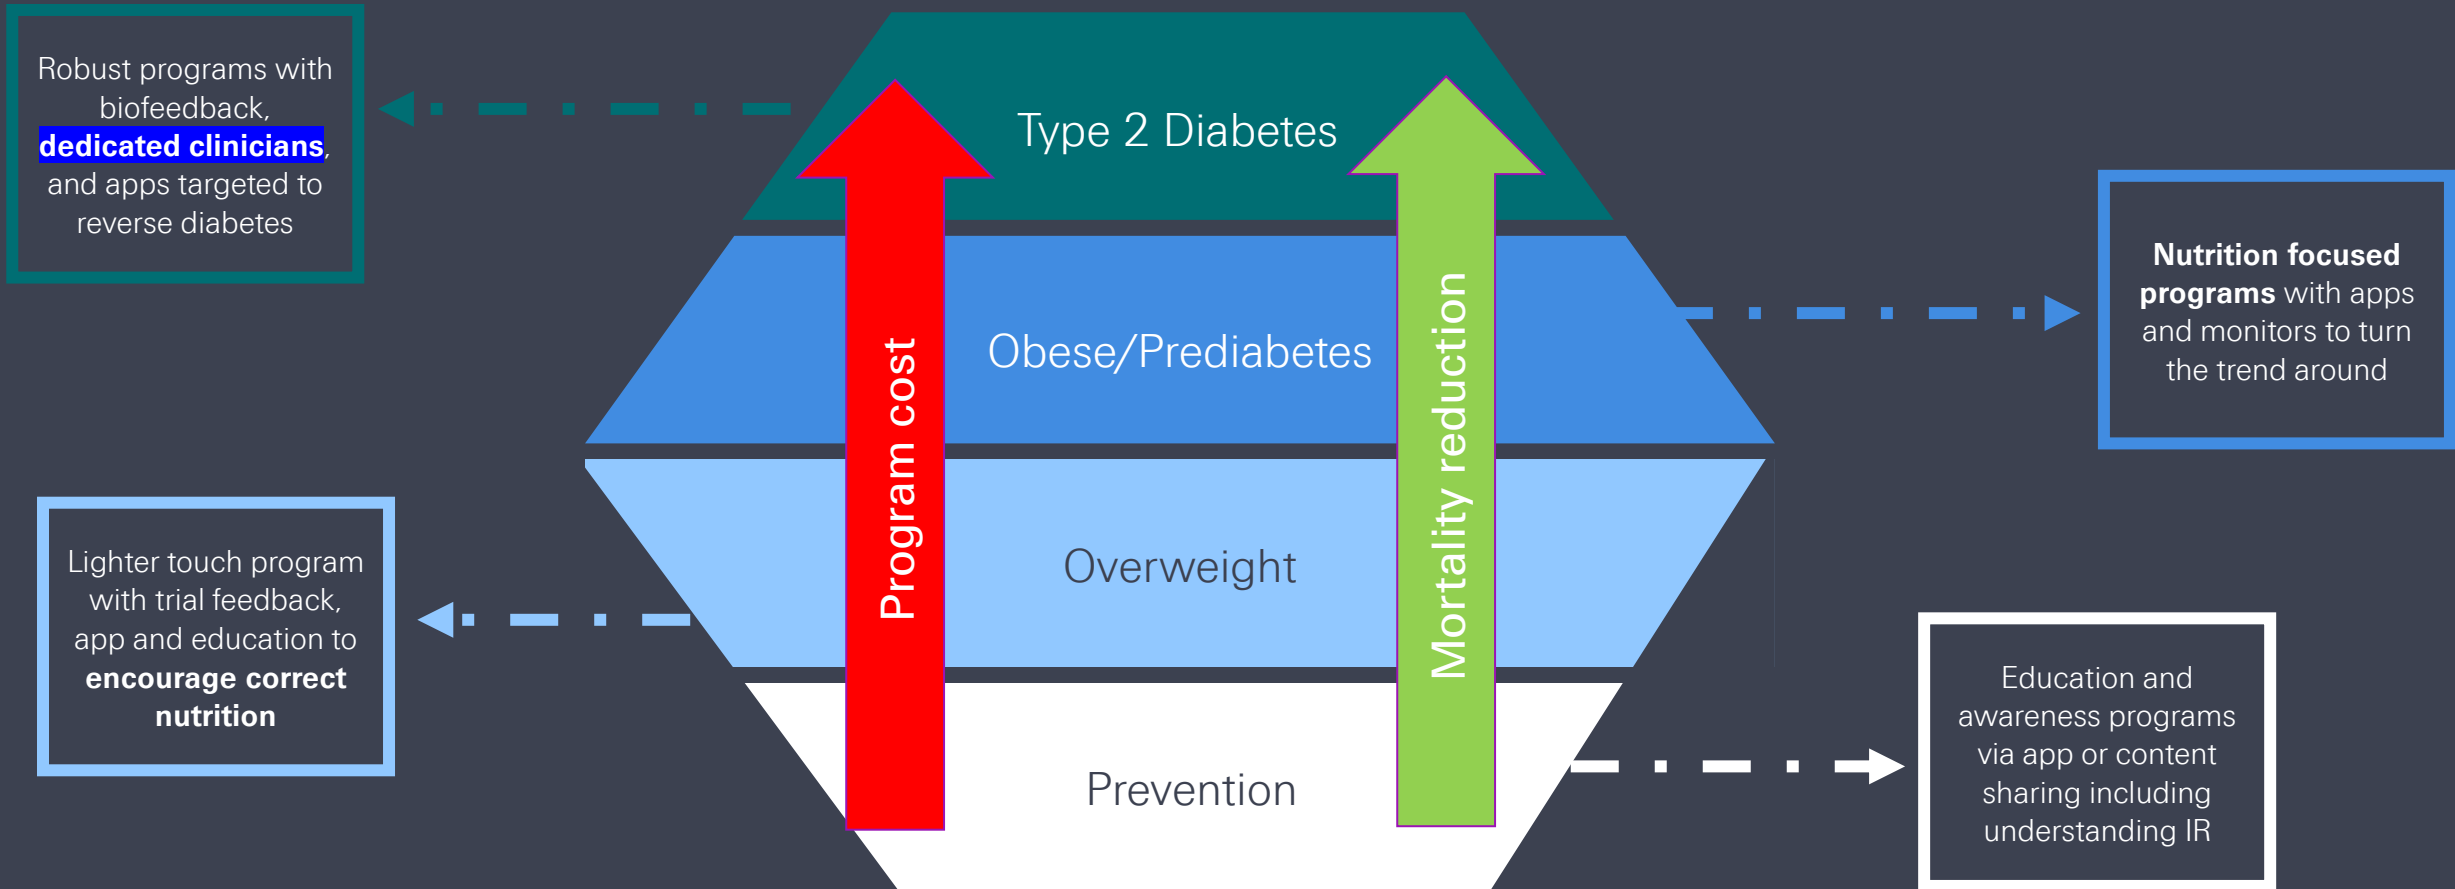 Robust programs with
biofeedback,
dedicated clinicians,
and apps targeted to
reverse diabetes
Type 2 Diabetes
Nutrition focused
programs with apps
and monitors to turn
the trend around
Obese/Prediabetes
Program cost
Mortality reduction
Lighter touch program
with trial feedback,
app and education to
encourage correct
nutrition
Overweight
Education and
awareness programs
via app or content
sharing including
understanding IR
Prevention